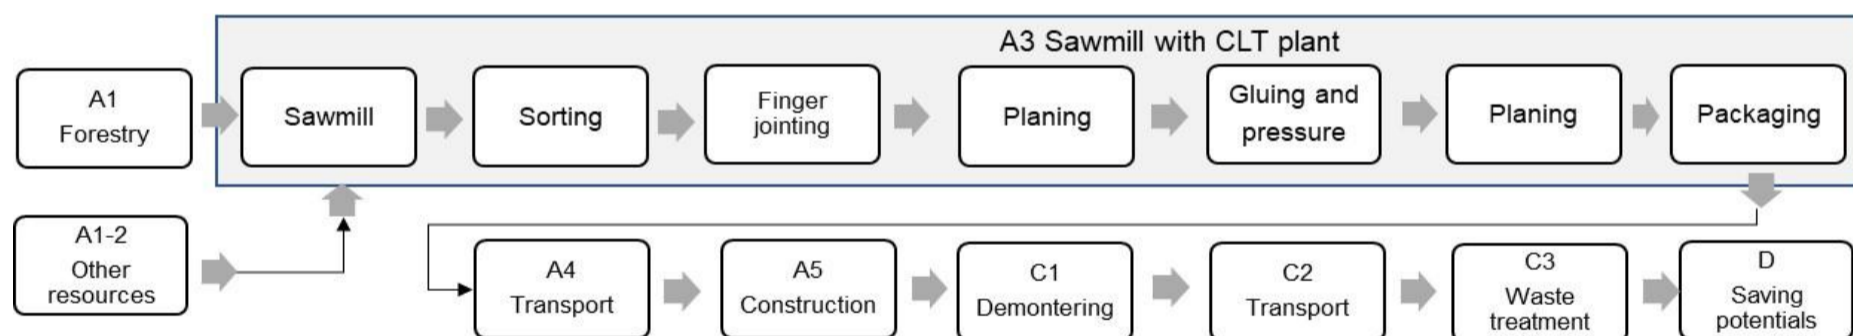 A3 Sawmill with CLT plant
A1
Forestry
Sawmill
Sorting
Finger
jointing
Planing
Gluing and
pressure
Planing
Packaging
A1-2
Other
resources
A4
Transport
A5
Construction
C1
Demontering
C2
Transport
C3
Waste
treatment
D
Saving
potentials